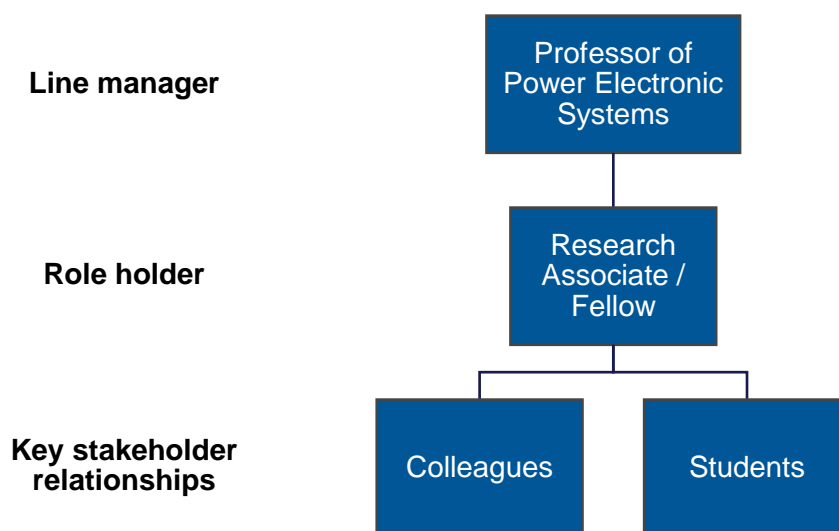 Line manager
Professor of
Power Electronic
Systems
Role holder
Research
Associate /
Fellow
Key stakeholder
relationships
Colleagues
Students